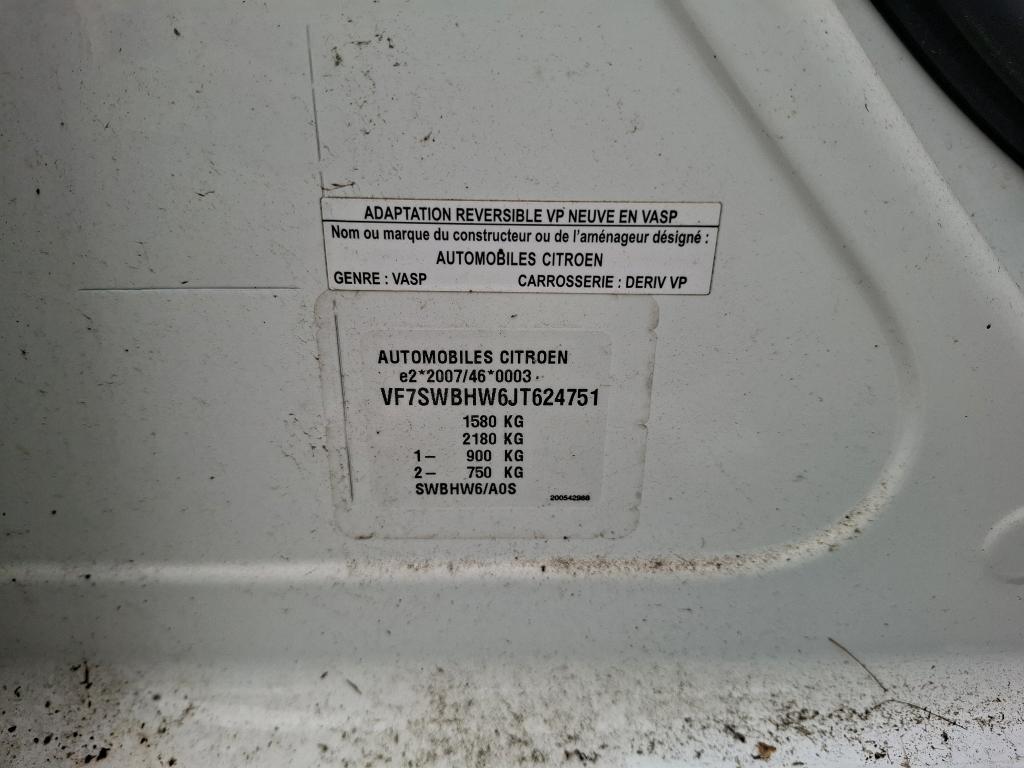 ADAPTATION REVERSIBLE VP NEUVE EN VASP
Nom ou marque du constructeur ou de l'aménageur désigné :
AUTOMOBILES CITROEN
GENRE : VASP CARROSSERIE : DERIV VP
AUTOMOBILES CITROEN
e2*2007/46*0003
VF7SWBHW6JT624751
1580 KG
2180 KG
1– 900 KG
2– 750 KG
SWBHW6/A0S
200542988